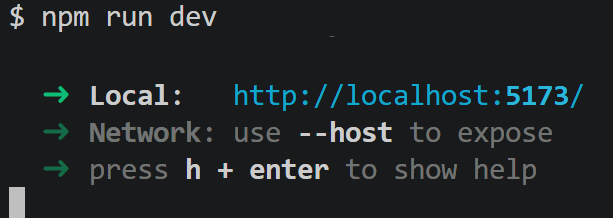 $ npm run dev
➜ Local: http://localhost:5173/
➜ Network: use --host to expose
➜ press h + enter to show help